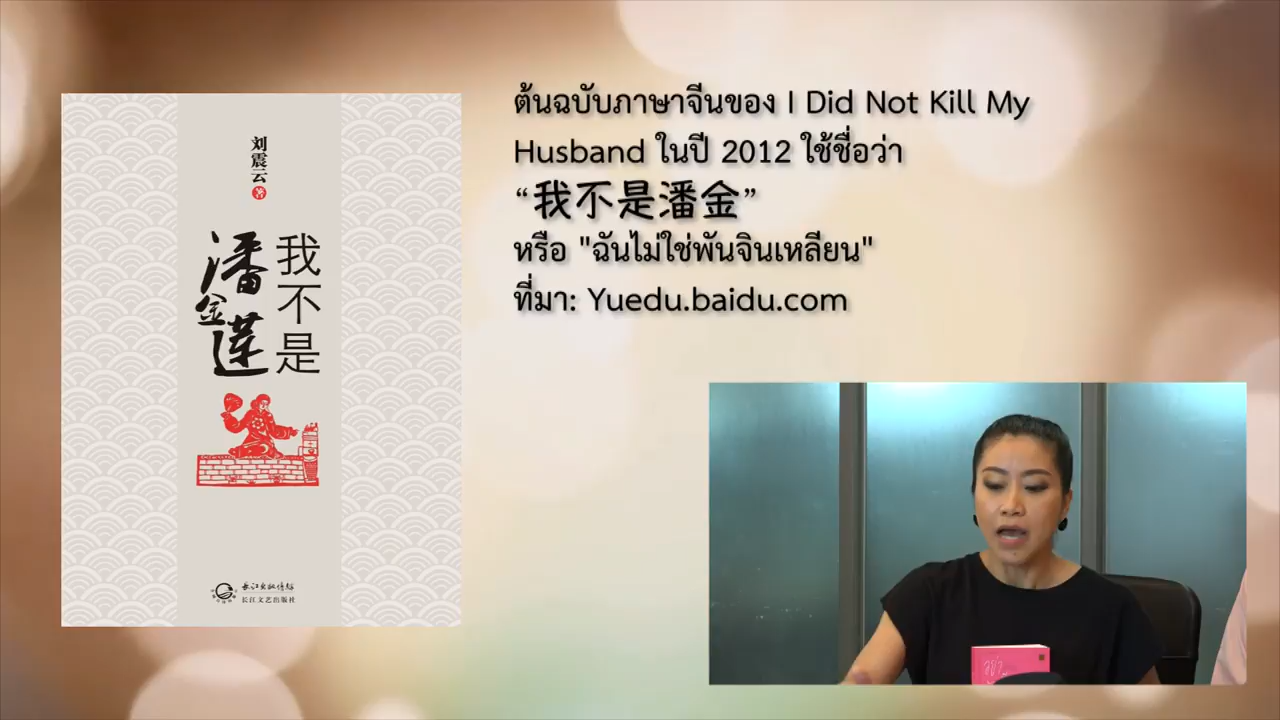 刘震云
著
我不是
潘金莲
长江文艺出版社
ต้นฉบับภาษาจีนของ I Did Not Kill My
Husband ในปี 2012 ใช้ชื่อว่า
“我不是潘金”
หรือ "ฉันไม่ใช่พันจินเหลียน"
ที่มา: Yuedu.baidu.com